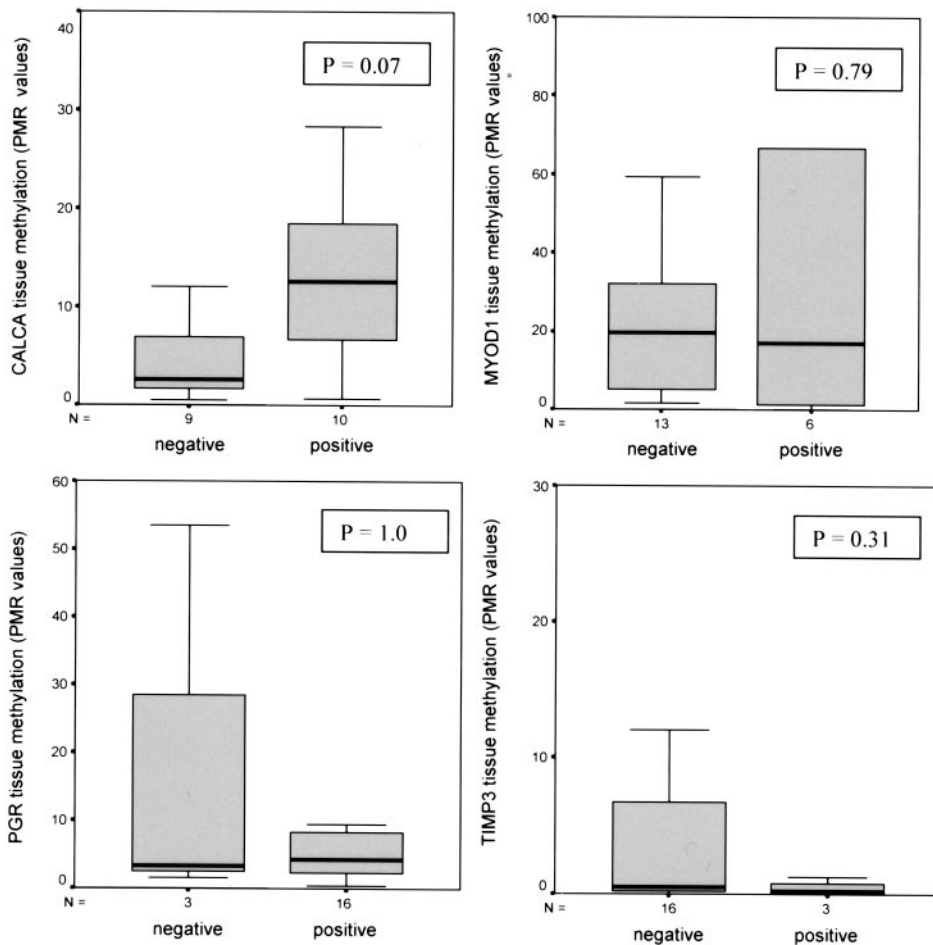 CALCA tissue methylation (PMR values)
40
30
20
10
0
P = 0.07
N =
9
10
negative
positive
MYOD1 tissue methylation (PMR values)
100
80
60
40
20
0
P = 0.79
N =
13
6
negative
positive
PGR tissue methylation (PMR values)
60
50
40
30
20
10
0
P = 1.0
N =
3
16
negative
positive
TIMP3 tissue methylation (PMR values)
30
20
10
0
P = 0.31
N =
16
3
negative
positive